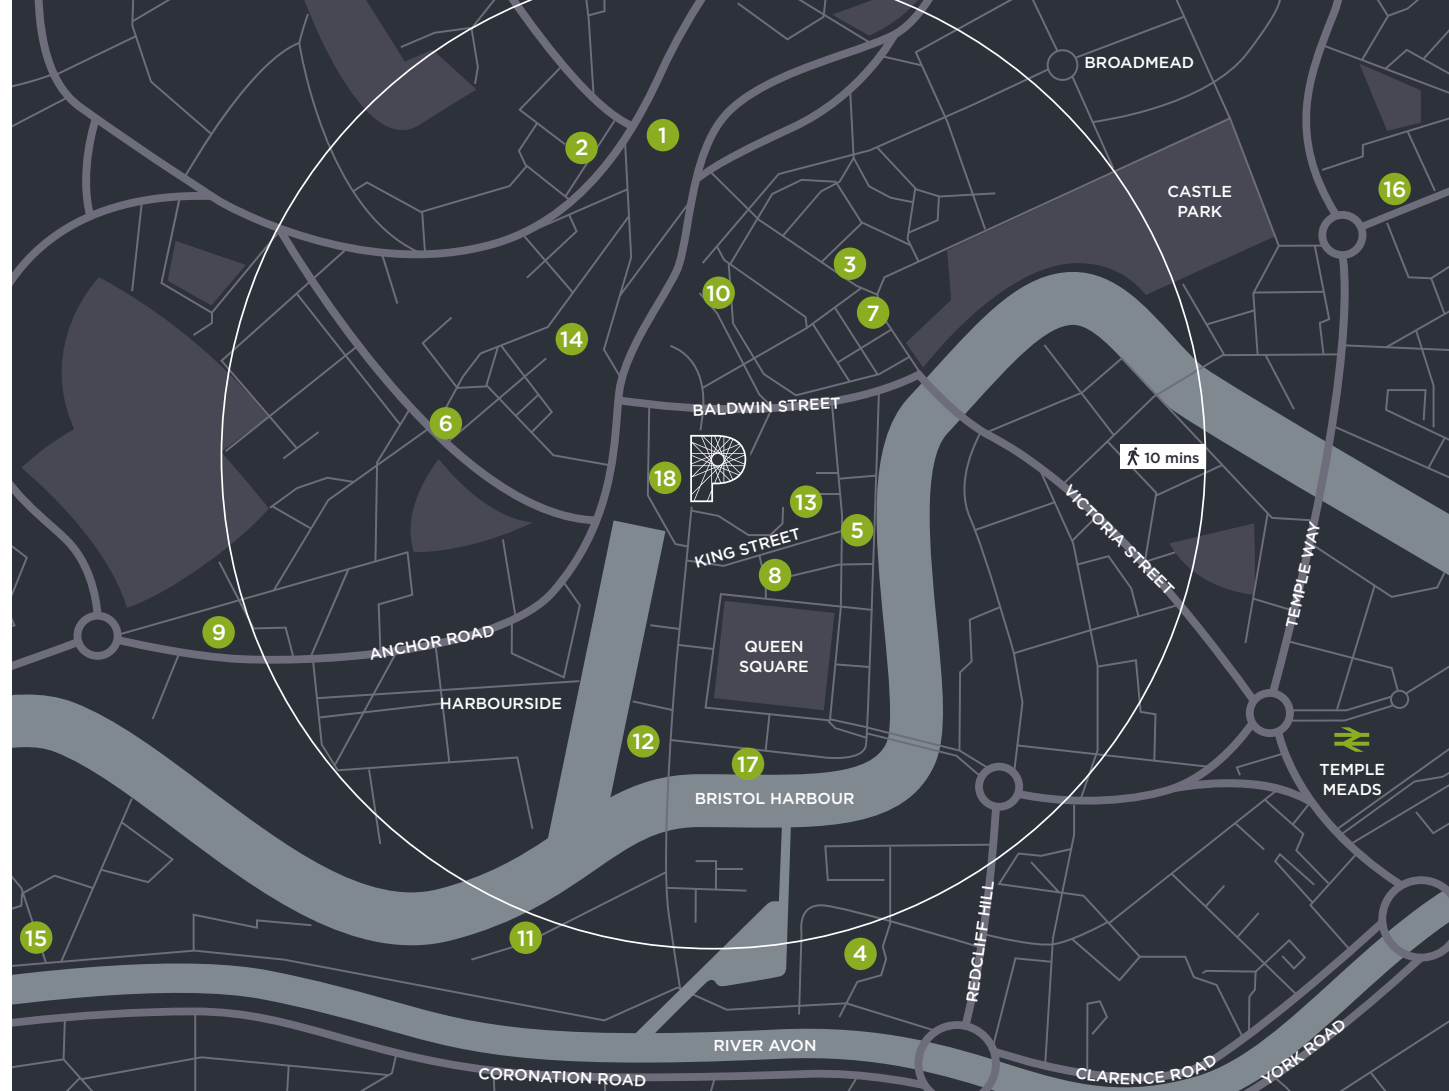 BROADMEAD
1
2
CASTLE
PARK
16
3
10
7
14
BALDWIN STREET
6
10 mins
18
13
5
KING STREET
VICTORIA STREET
8
TEMPLE WAY
9
ANCHOR ROAD
QUEEN
SQUARE
HARBOURSIDE
12
17
TEMPLE
MEADS
BRISTOL HARBOUR
15
11
4
REDCLIFF HILL
RIVER AVON
CORONATION ROAD
CLARENCE ROAD
YORK ROAD